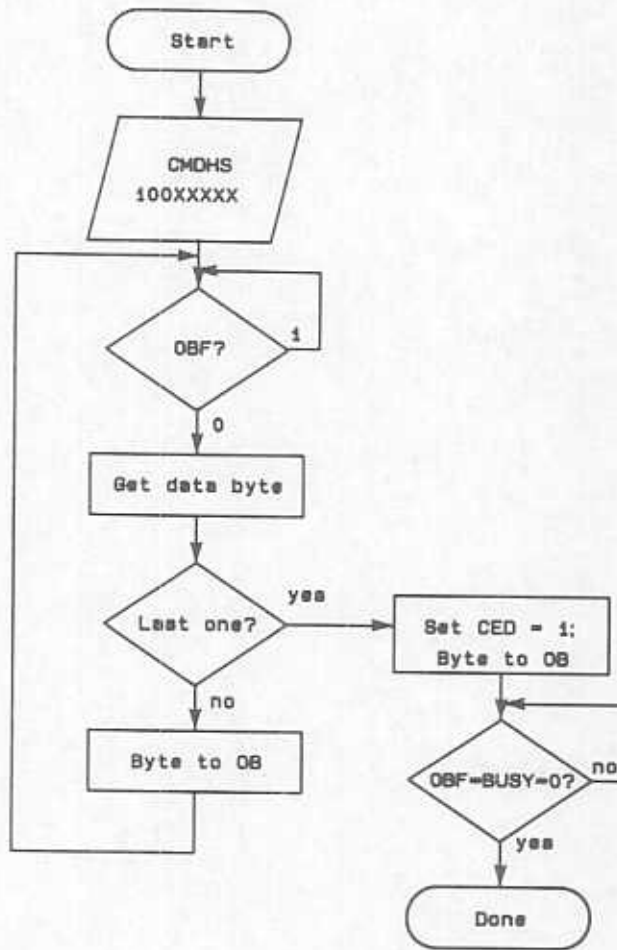 Start
CMDHS
100XXXXX
OBF?
1
0
Get data byte
Last one?
yes
Set CED = 1;
Byte to OB
no
Byte to OB
OBF=BUSY=0?
no
yes
Done